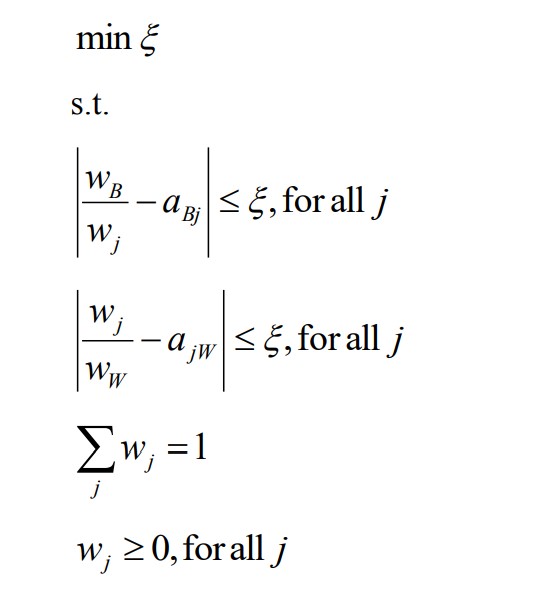 min ξ
s.t.
|w_B / w_j − a_Bj| ≤ ξ, for all j
|w_j / w_W − a_jW| ≤ ξ, for all j
∑_j w_j = 1
w_j ≥ 0, for all j